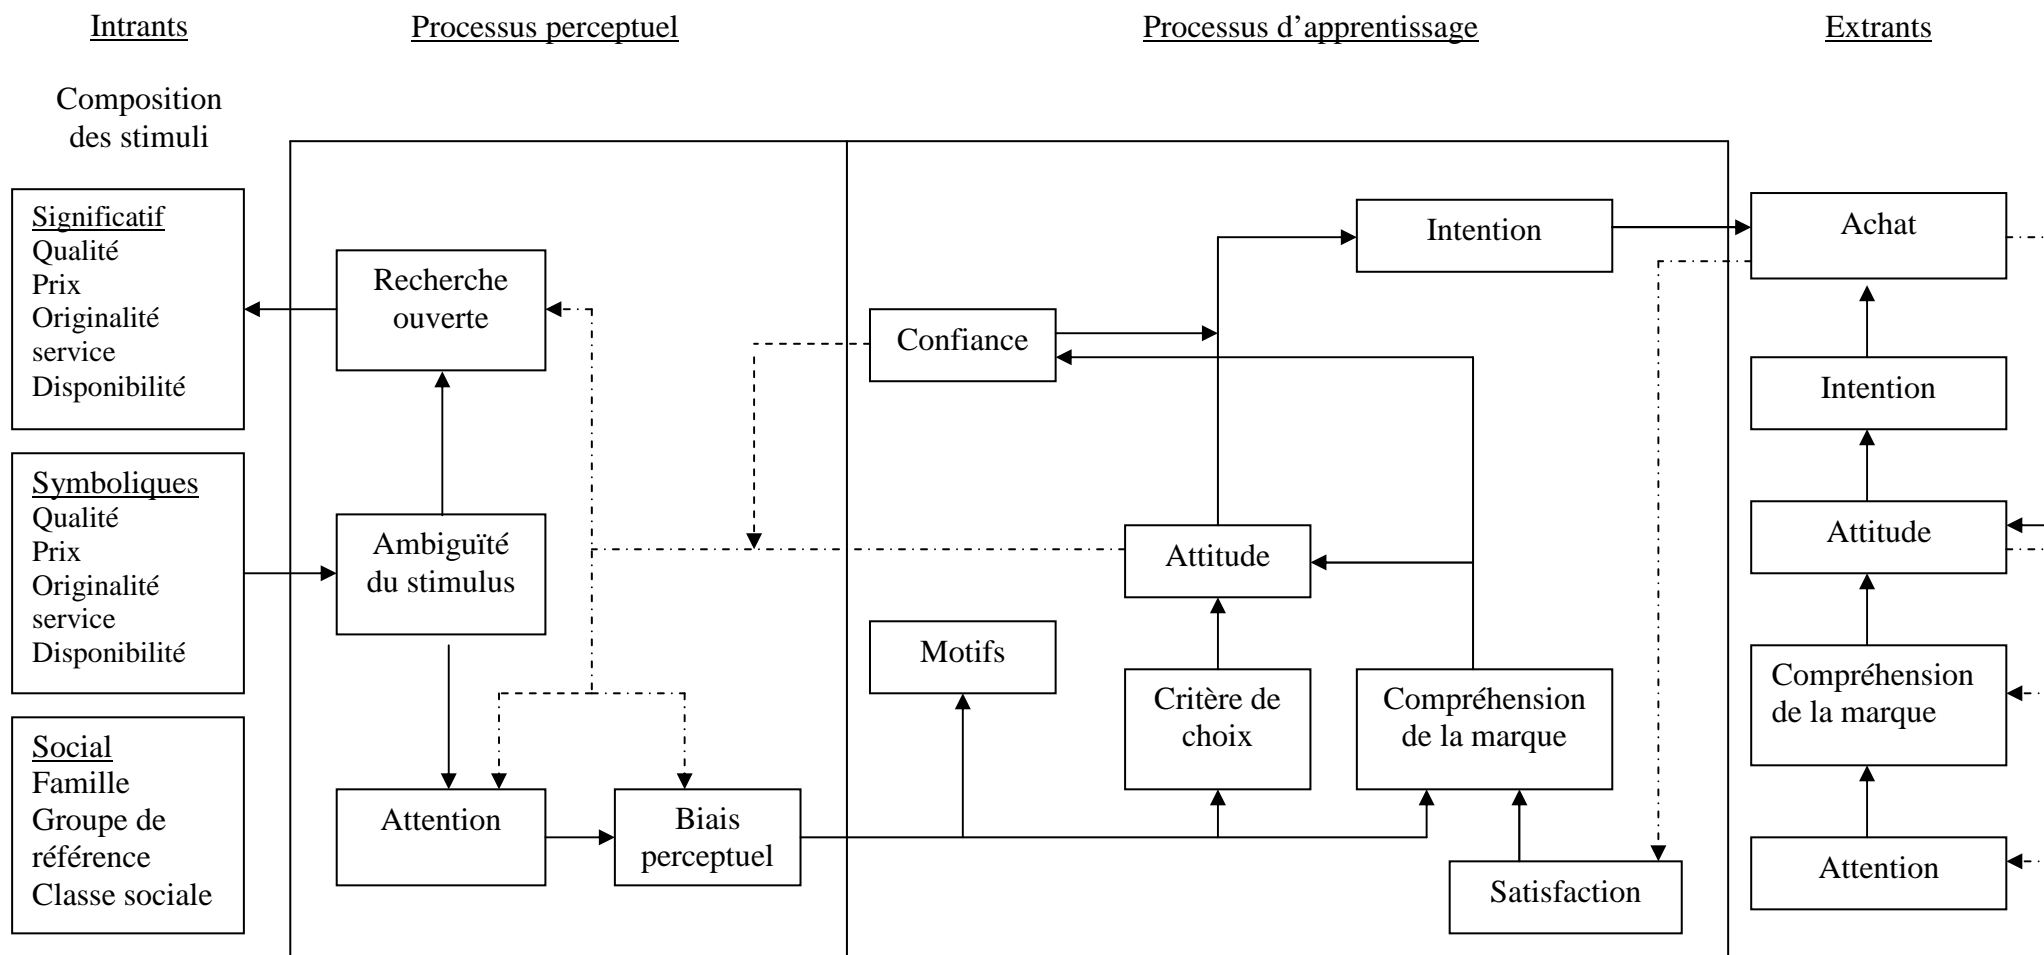 Intrants
Processus perceptuel
Processus d’apprentissage
Extrants
Composition
des stimuli
Significatif
Qualité
Prix
Originalité
service
Disponibilité
Symboliques
Qualité
Prix
Originalité
service
Disponibilité
Social
Famille
Groupe de
référence
Classe sociale
Recherche
ouverte
Ambiguïté
du stimulus
Attention
Biais
perceptuel
Intention
Confiance
Attitude
Motifs
Critère de
choix
Compréhension
de la marque
Satisfaction
Achat
Intention
Attitude
Compréhension
de la marque
Attention